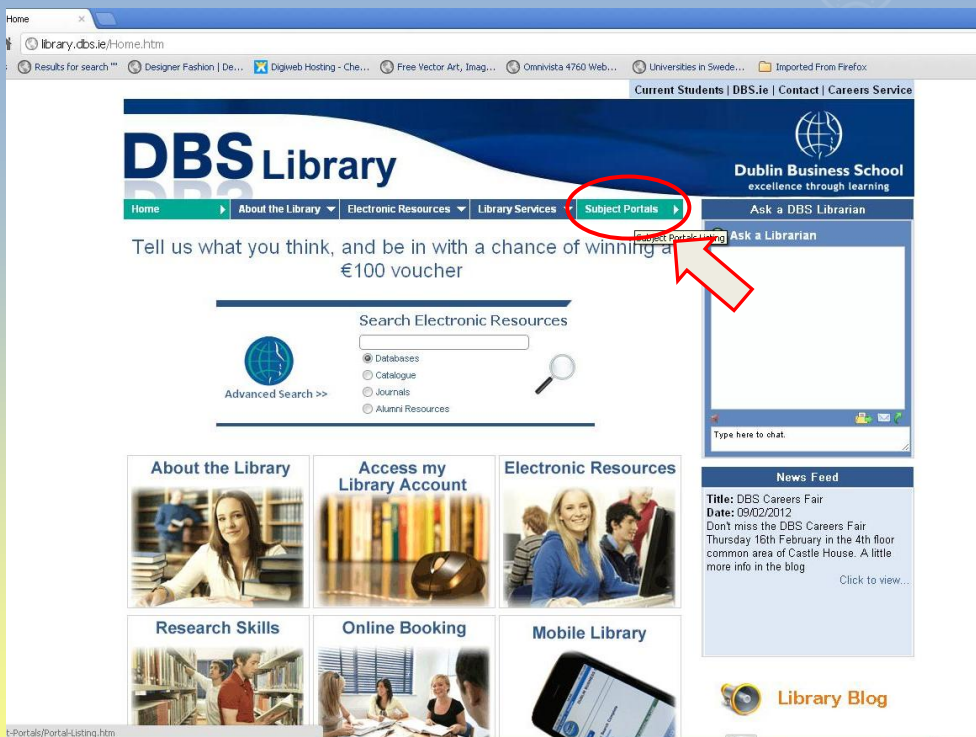 Home
library.dbs.ie/Home.htm
Results for search "" Designer Fashion | De... Digiweb Hosting - Che... Free Vector Art, Imag... Omnivista 4760 Web... Universities in Swede... Imported From Firefox
Current Students | DBS.ie | Contact | Careers Service
DBS Library
Dublin Business School
excellence through learning
Home About the Library Electronic Resources Library Services Subject Portals Ask a DBS Librarian
Subject Portals Listing
Ask a Librarian
Tell us what you think, and be in with a chance of winning a
€100 voucher
Search Electronic Resources
Databases
Catalogue
Journals
Alumni Resources
Advanced Search >>
Type here to chat.
About the Library
Access my
Library Account
Electronic Resources
News Feed
Title: DBS Careers Fair
Date: 09/02/2012
Don't miss the DBS Careers Fair
Thursday 16th February in the 4th floor
common area of Castle House. A little
more info in the blog
Click to view...
Research Skills
Online Booking
Mobile Library
Library Blog
t-Portals/Portal-Listing.htm